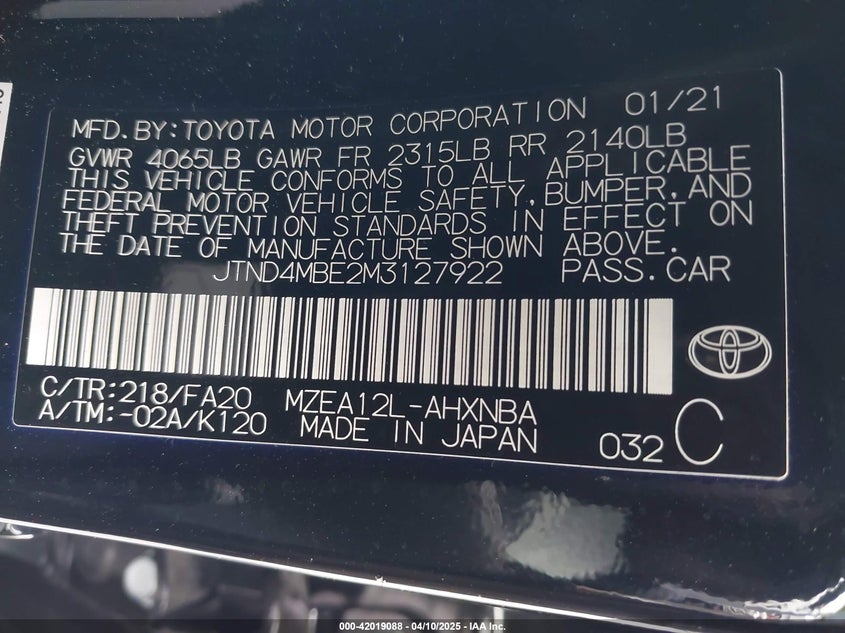 MFD.BY:TOYOTA MOTOR CORPORATION 01/21
GVWR 4065LB GAWR FR 2315LB RR 2140LB
THIS VEHICLE CONFORMS TO ALL APPLICABLE
FEDERAL MOTOR VEHICLE SAFETY,BUMPER,AND
THEFT PREVENTION STANDARDS IN EFFECT ON
THE DATE OF MANUFACTURE SHOWN ABOVE.
JTND4MBE2M3127922 PASS.CAR
C/TR:218/FA20 MZEA12L-AHXNBA
A/TM:-02A/K120 MADE IN JAPAN 032 C
000-42019088 - 04/10/2025 - IAA Inc.